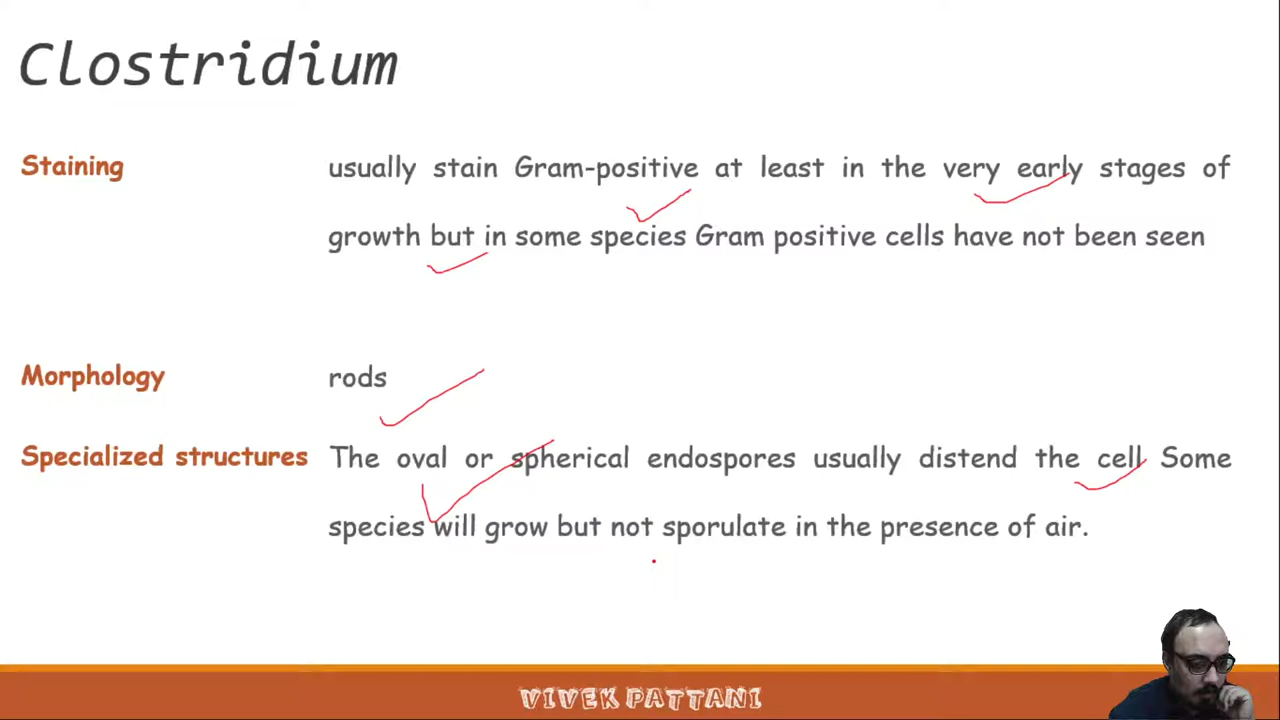 Clostridium
Staining usually stain Gram-positive at least in the very early stages of
growth but in some species Gram positive cells have not been seen
Morphology rods
Specialized structures The oval or spherical endospores usually distend the cell Some
species will grow but not sporulate in the presence of air.
VIVEK PATTANI